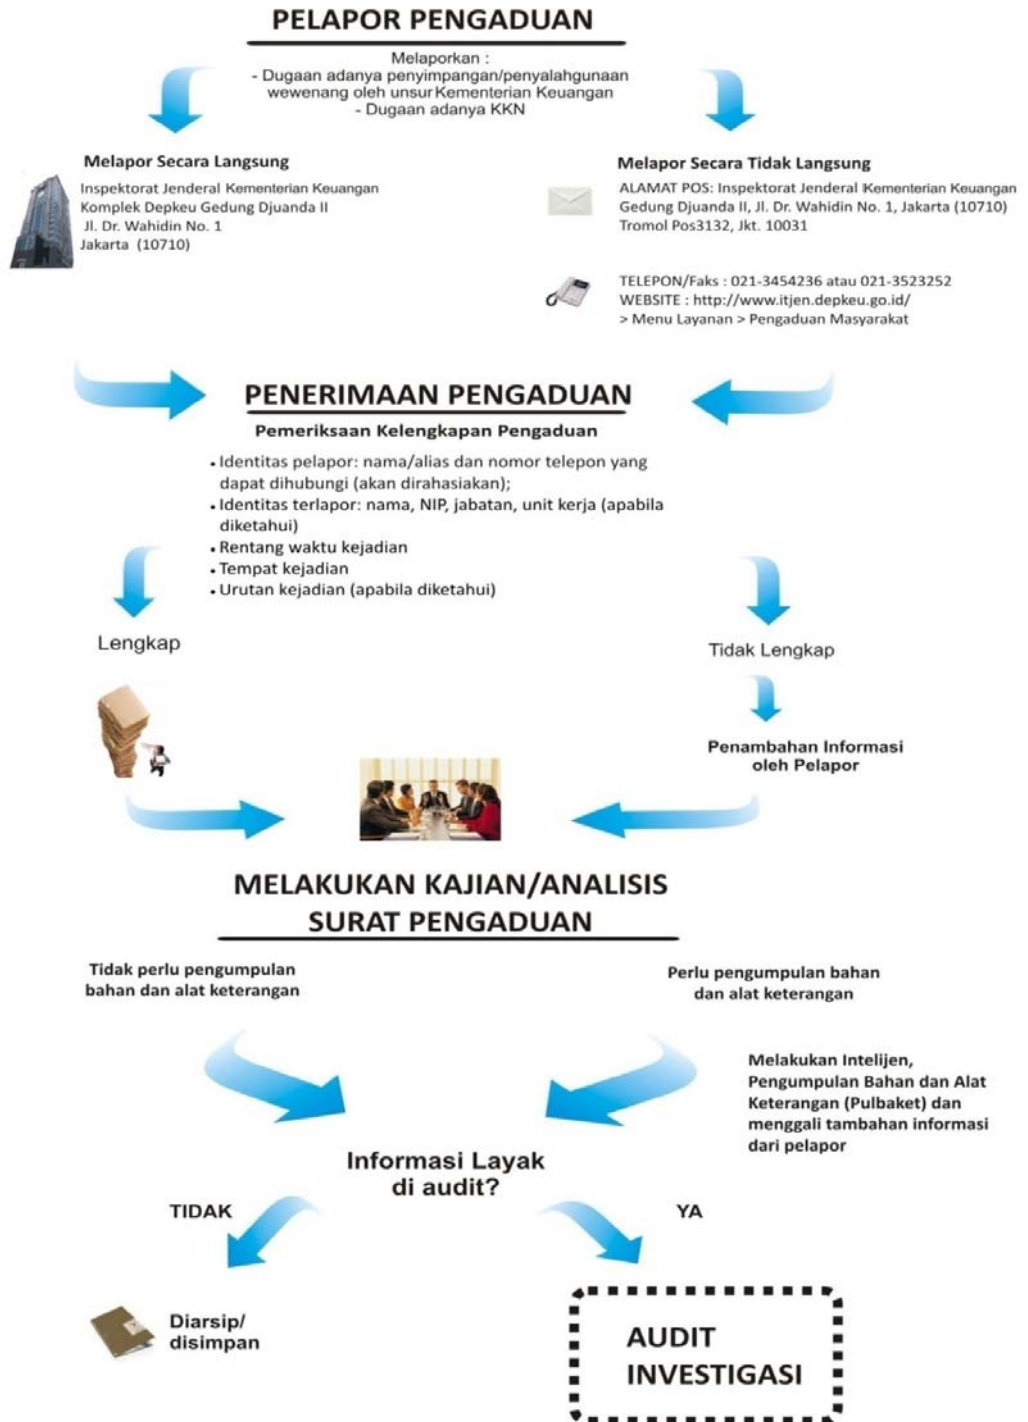 PELAPOR PENGADUAN
Melaporkan :
- Dugaan adanya penyimpangan/penyalahgunaan
wewenang oleh unsur Kementerian Keuangan
- Dugaan adanya KKN
Melapor Secara Langsung
Inspektorat Jenderal Kementerian Keuangan
Komplek Depkeu Gedung Djuanda II
Jl. Dr. Wahidin No. 1
Jakarta (10710)
Melapor Secara Tidak Langsung
ALAMAT POS: Inspektorat Jenderal Kementerian Keuangan
Gedung Djuanda II, Jl. Dr. Wahidin No. 1, Jakarta (10710)
Tromol Pos3132, Jkt. 10031
TELEPON/Faks : 021-3454236 atau 021-3523252
WEBSITE : http://www.itjen.depkeu.go.id/
> Menu Layanan > Pengaduan Masyarakat
PENERIMAAN PENGADUAN
Pemeriksaan Kelengkapan Pengaduan
• Identitas pelapor: nama/alias dan nomor telepon yang
dapat dihubungi (akan dirahasiakan);
• Identitas terlapor: nama, NIP, jabatan, unit kerja (apabila
diketahui)
• Rentang waktu kejadian
• Tempat kejadian
• Urutan kejadian (apabila diketahui)
Lengkap
Tidak Lengkap
Penambahan Informasi
oleh Pelapor
MELAKUKAN KAJIAN/ANALISIS
SURAT PENGADUAN
Tidak perlu pengumpulan
bahan dan alat keterangan
Perlu pengumpulan bahan
dan alat keterangan
Melakukan Intelijen,
Pengumpulan Bahan dan Alat
Keterangan (Pulbaket) dan
menggali tambahan informasi
dari pelapor
Informasi Layak
di audit?
TIDAK
YA
Diarsip/
disimpan
AUDIT
INVESTIGASI